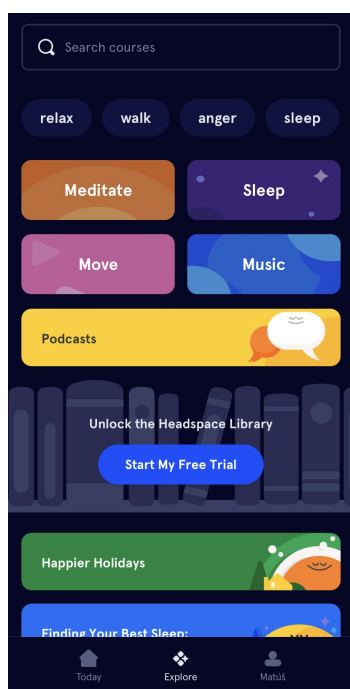 Search courses
relax walk anger sleep
Meditate Sleep
Move Music
Podcasts
Unlock the Headspace Library
Start My Free Trial
Happier Holidays
Finding Your Best Sleep:
Today Explore Matúš